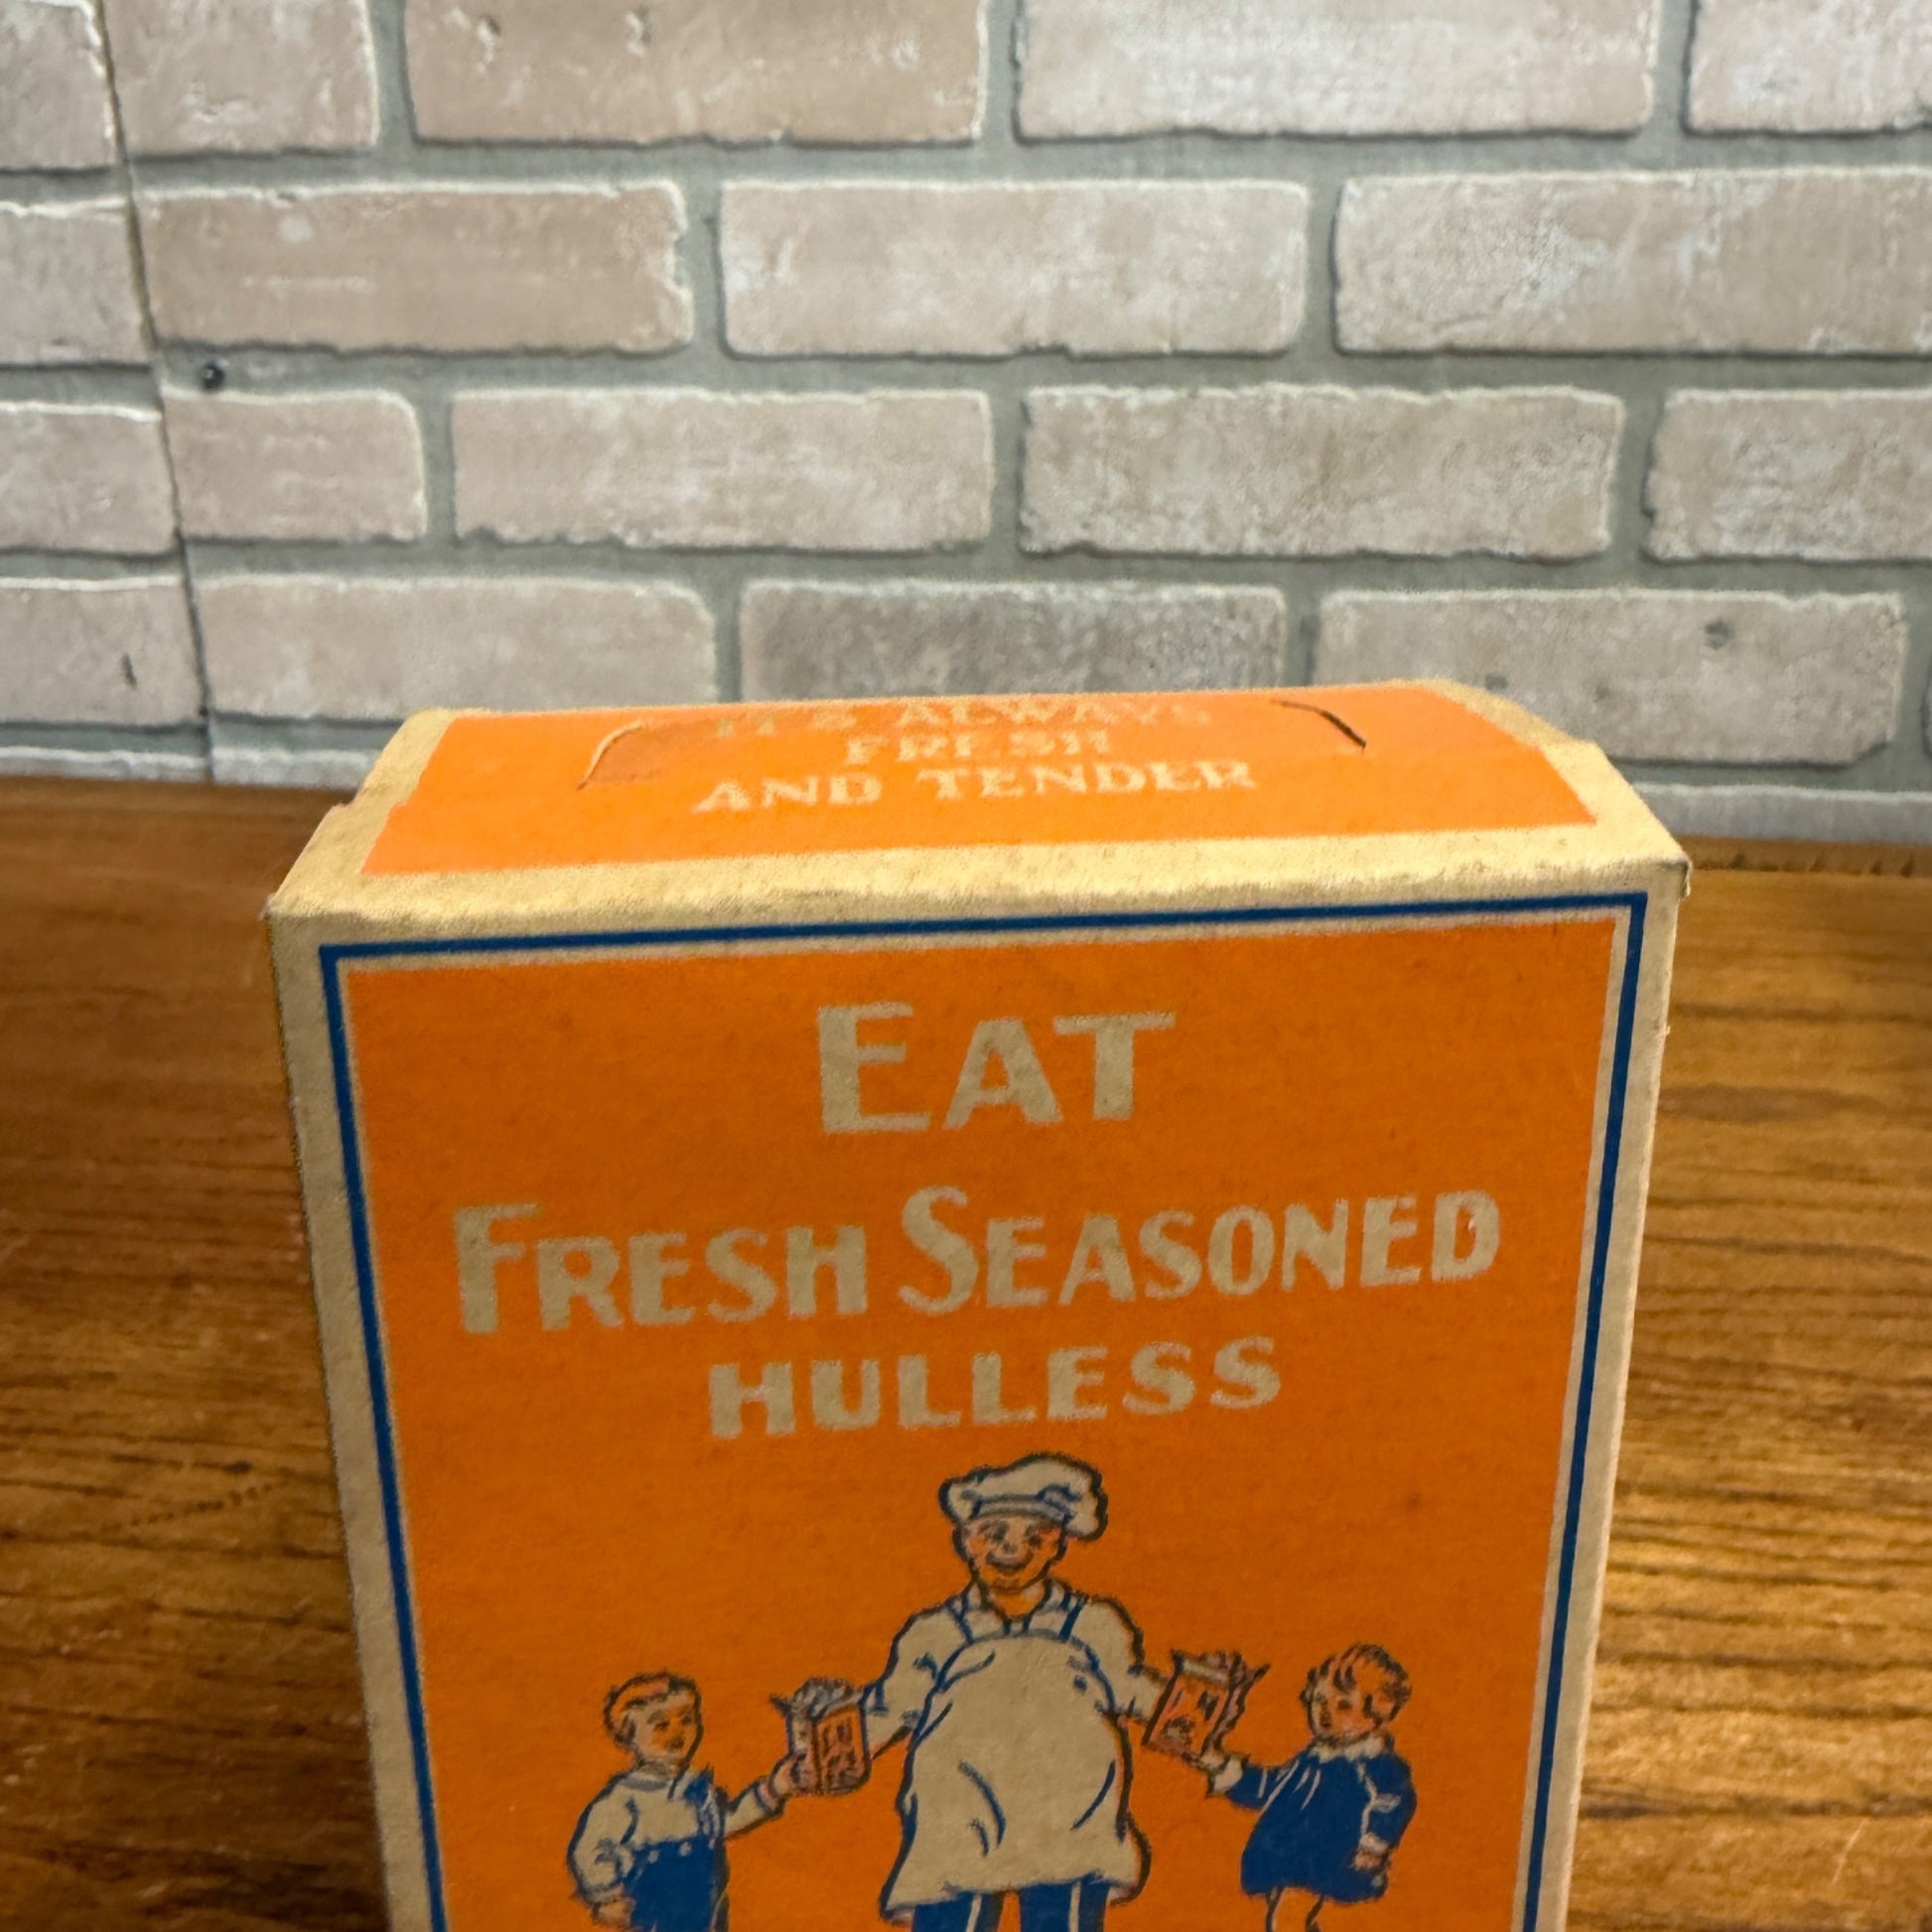 IT'S ALWAYS
FRESH
AND TENDER
EAT
FRESH SEASONED
HULLESS